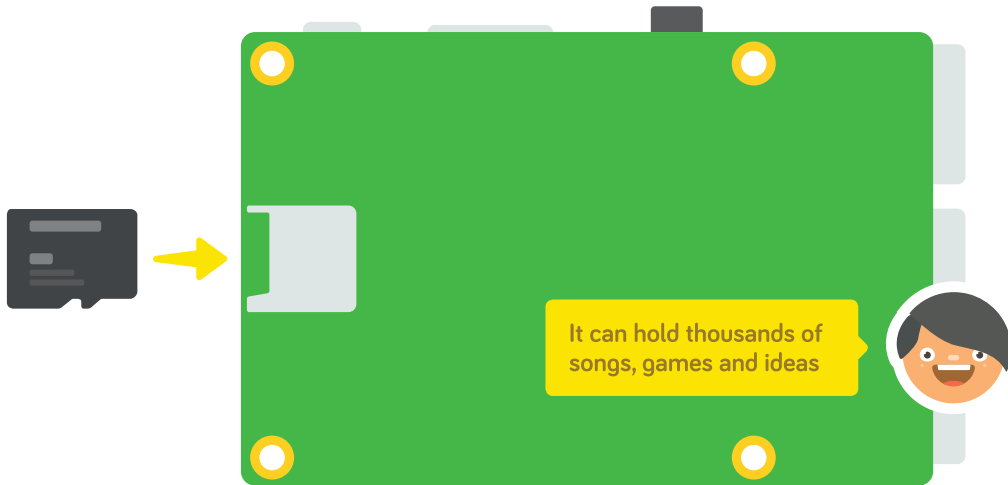 It can hold thousands of
songs, games and ideas